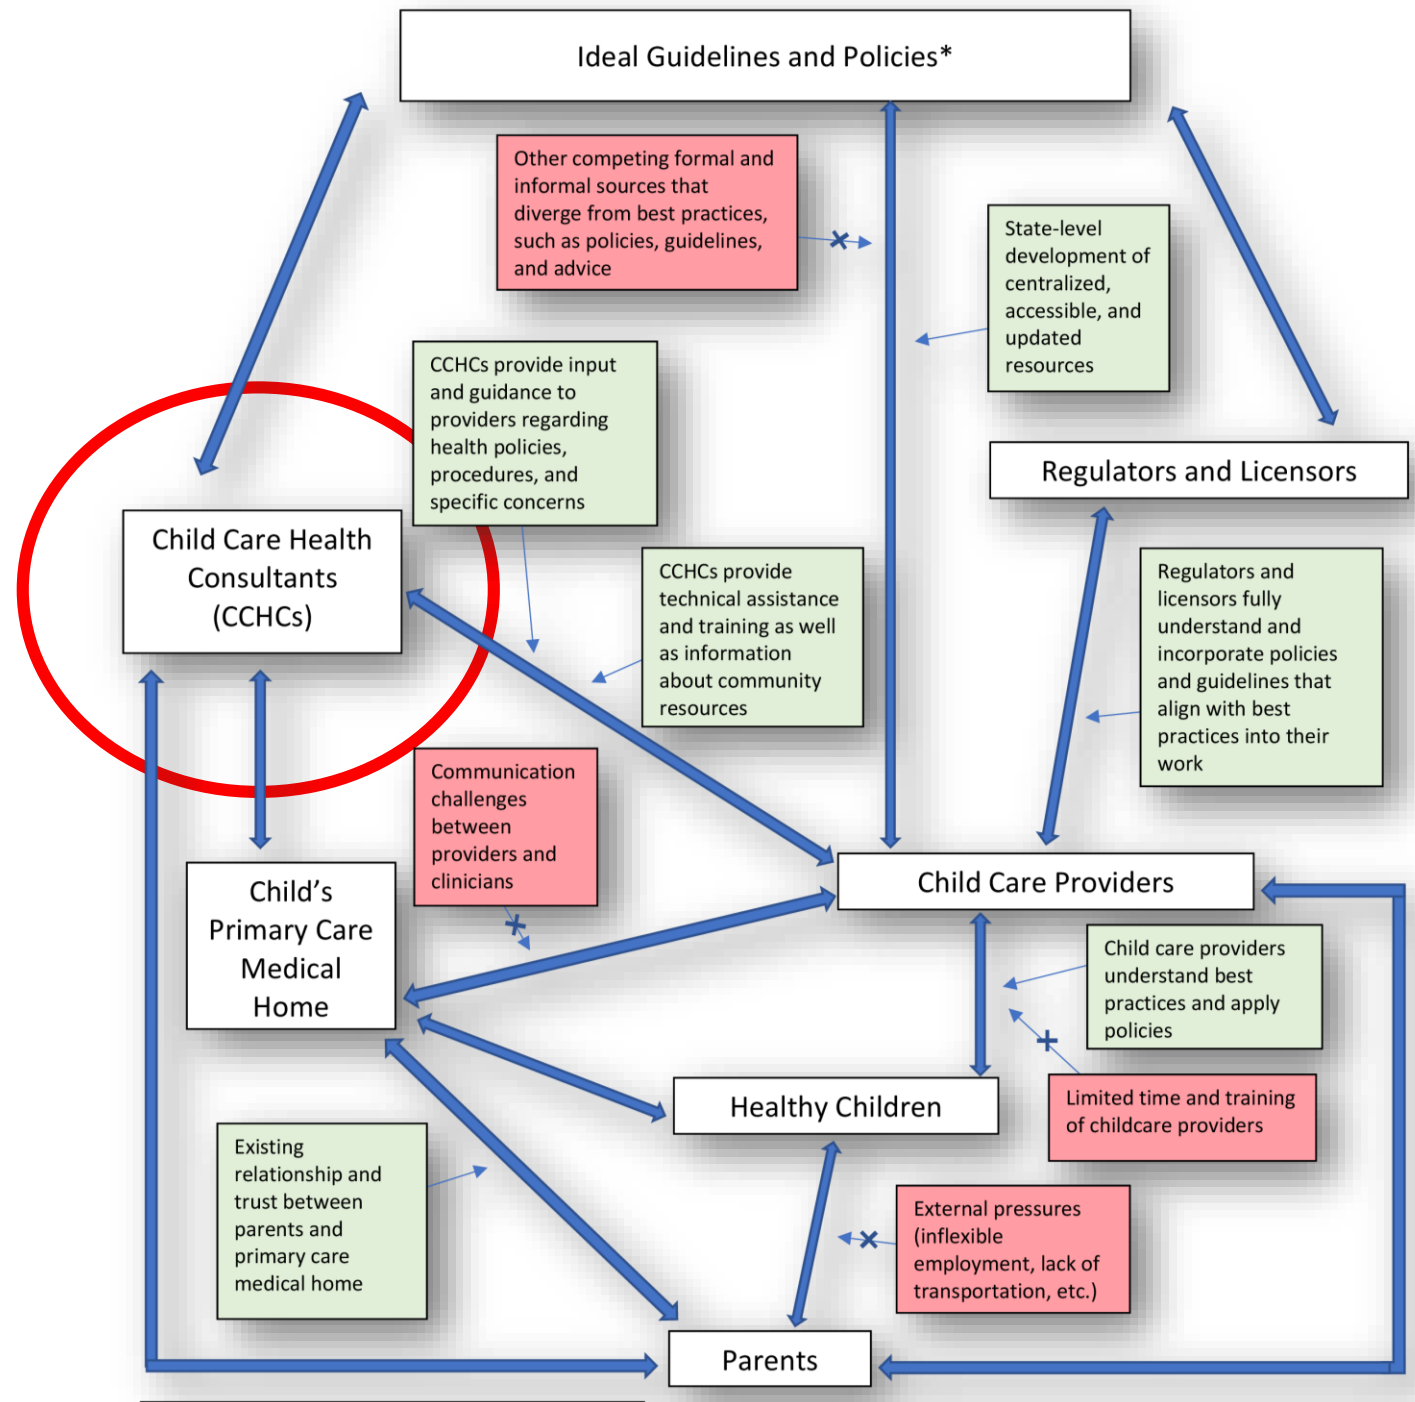 Ideal Guidelines and Policies*
Other competing formal and
informal sources that
diverge from best practices,
such as policies, guidelines,
and advice
State-level
development of
centralized,
accessible, and
updated
resources
CCHCs provide input
and guidance to
providers regarding
health policies,
procedures, and
specific concerns
Regulators and Licensors
Child Care Health
Consultants
(CCHCs)
CCHCs provide
technical assistance
and training as well
as information
about community
resources
Regulators and
licensors fully
understand and
incorporate policies
and guidelines that
align with best
practices into their
work
Communication
challenges
between
providers and
clinicians
Child Care Providers
Child's
Primary Care
Medical
Home
Child care providers
understand best
practices and apply
policies
Healthy Children
Limited time and training
of childcare providers
Existing
relationship and
trust between
parents and
primary care
medical home
External pressures
(inflexible
employment, lack of
transportation, etc.)
Parents